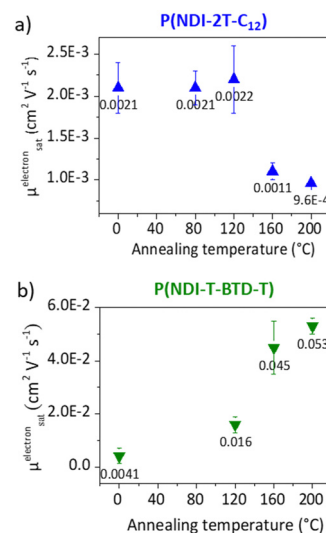 a)
P(NDI-2T-C₁₂)
μ^electron_sat (cm² V⁻¹ s⁻¹)
2.5E-3
2.0E-3
1.5E-3
1.0E-3
0.0021
0.0021
0.0022
0.0011
9.6E-4
0 40 80 120 160 200
Annealing temperature (°C)
b)
P(NDI-T-BTD-T)
μ^electron_sat (cm² V⁻¹ s⁻¹)
6.0E-2
4.0E-2
2.0E-2
0.0
0.0041
0.016
0.045
0.053
0 40 80 120 160 200
Annealing temperature (°C)